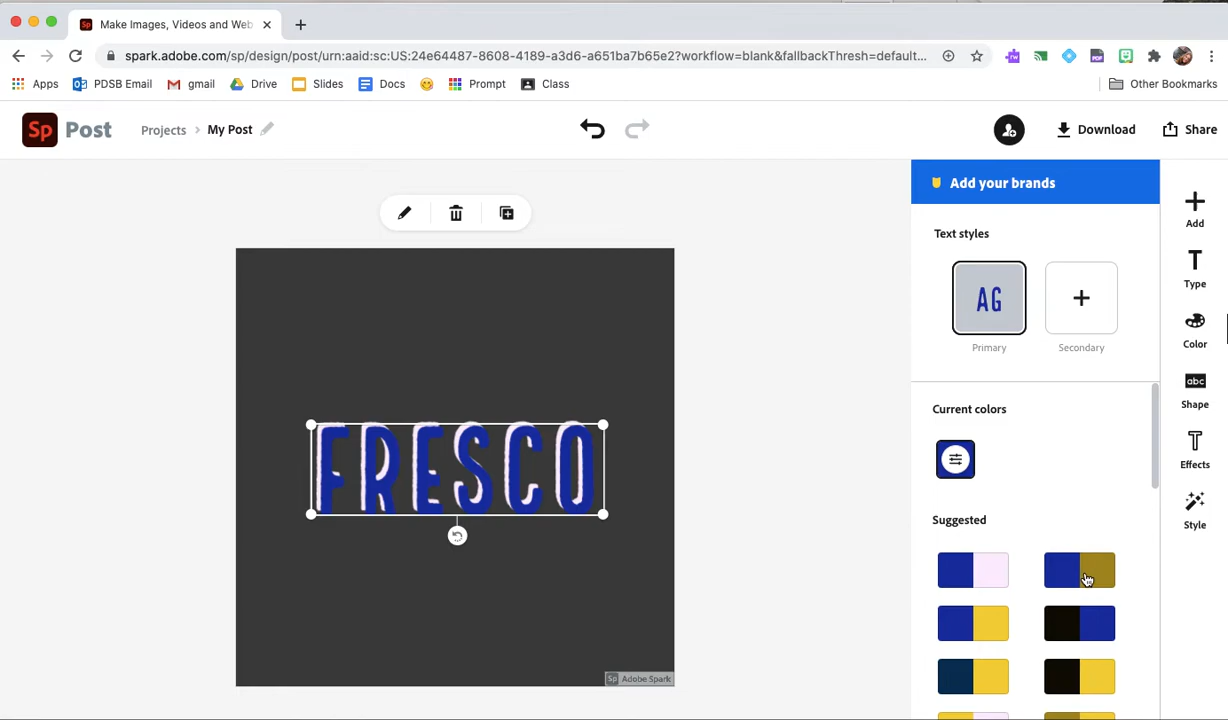 Make Images, Videos and Web
spark.adobe.com/sp/design/post/urn:aaid:sc:US:24e64487-8608-4189-a3d6-a651ba7b65e2?workflow=blank&fallbackThresh=default...
Apps PDSB Email gmail Drive Slides Docs Prompt Class Other Bookmarks
Sp Post Projects > My Post Download Share
Add your brands
Text styles
AG
Primary Secondary
Add
Type
Color
Shape
Effects
Style
abc
Current colors
Suggested
FRESCO
Sp Adobe Spark